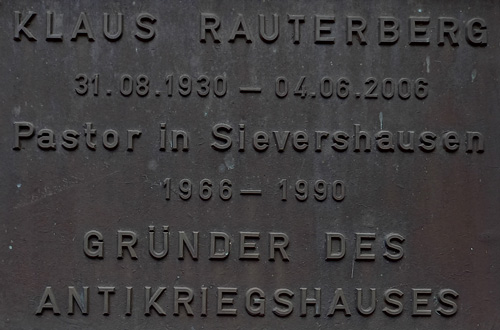 KLAUS RAUTERBERG
31.08.1930 – 04.06.2006
Pastor in Sievershausen
1966 – 1990
GRÜNDER DES
ANTIKRIEGSHAUSES